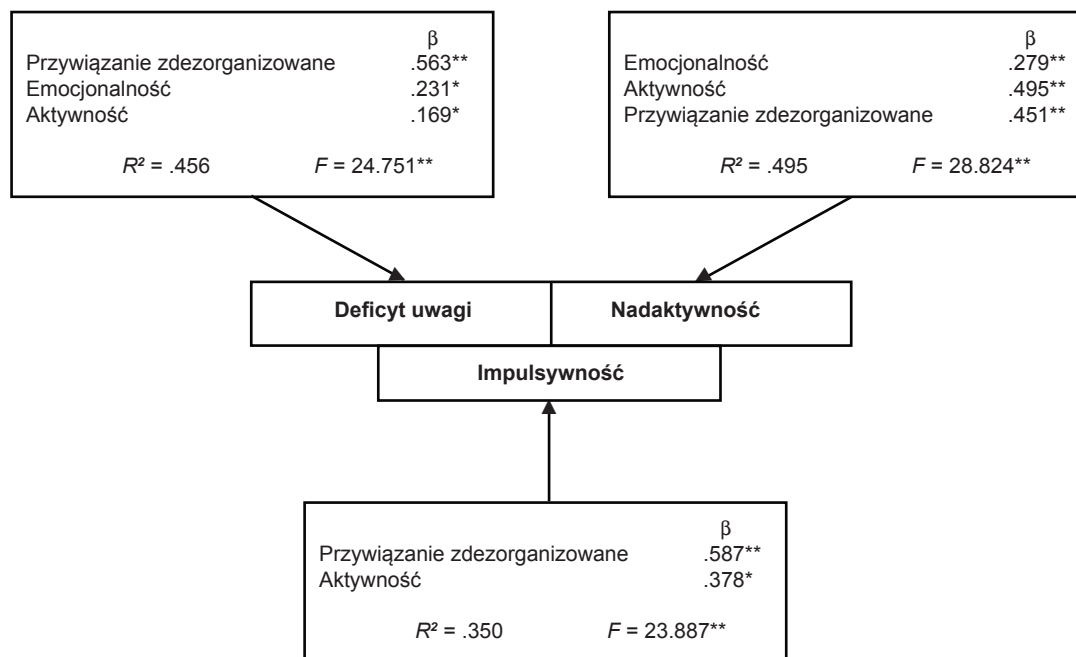 β
Przywiązanie zdezorganizowane .563**
Emocjonalność .231*
Aktywność .169*
R² = .456 F = 24.751**
β
Emocjonalność .279**
Aktywność .495**
Przywiązanie zdezorganizowane .451**
R² = .495 F = 28.824**
Deficyt uwagi
Nadaktywność
Impulsywność
β
Przywiązanie zdezorganizowane .587**
Aktywność .378*
R² = .350 F = 23.887**